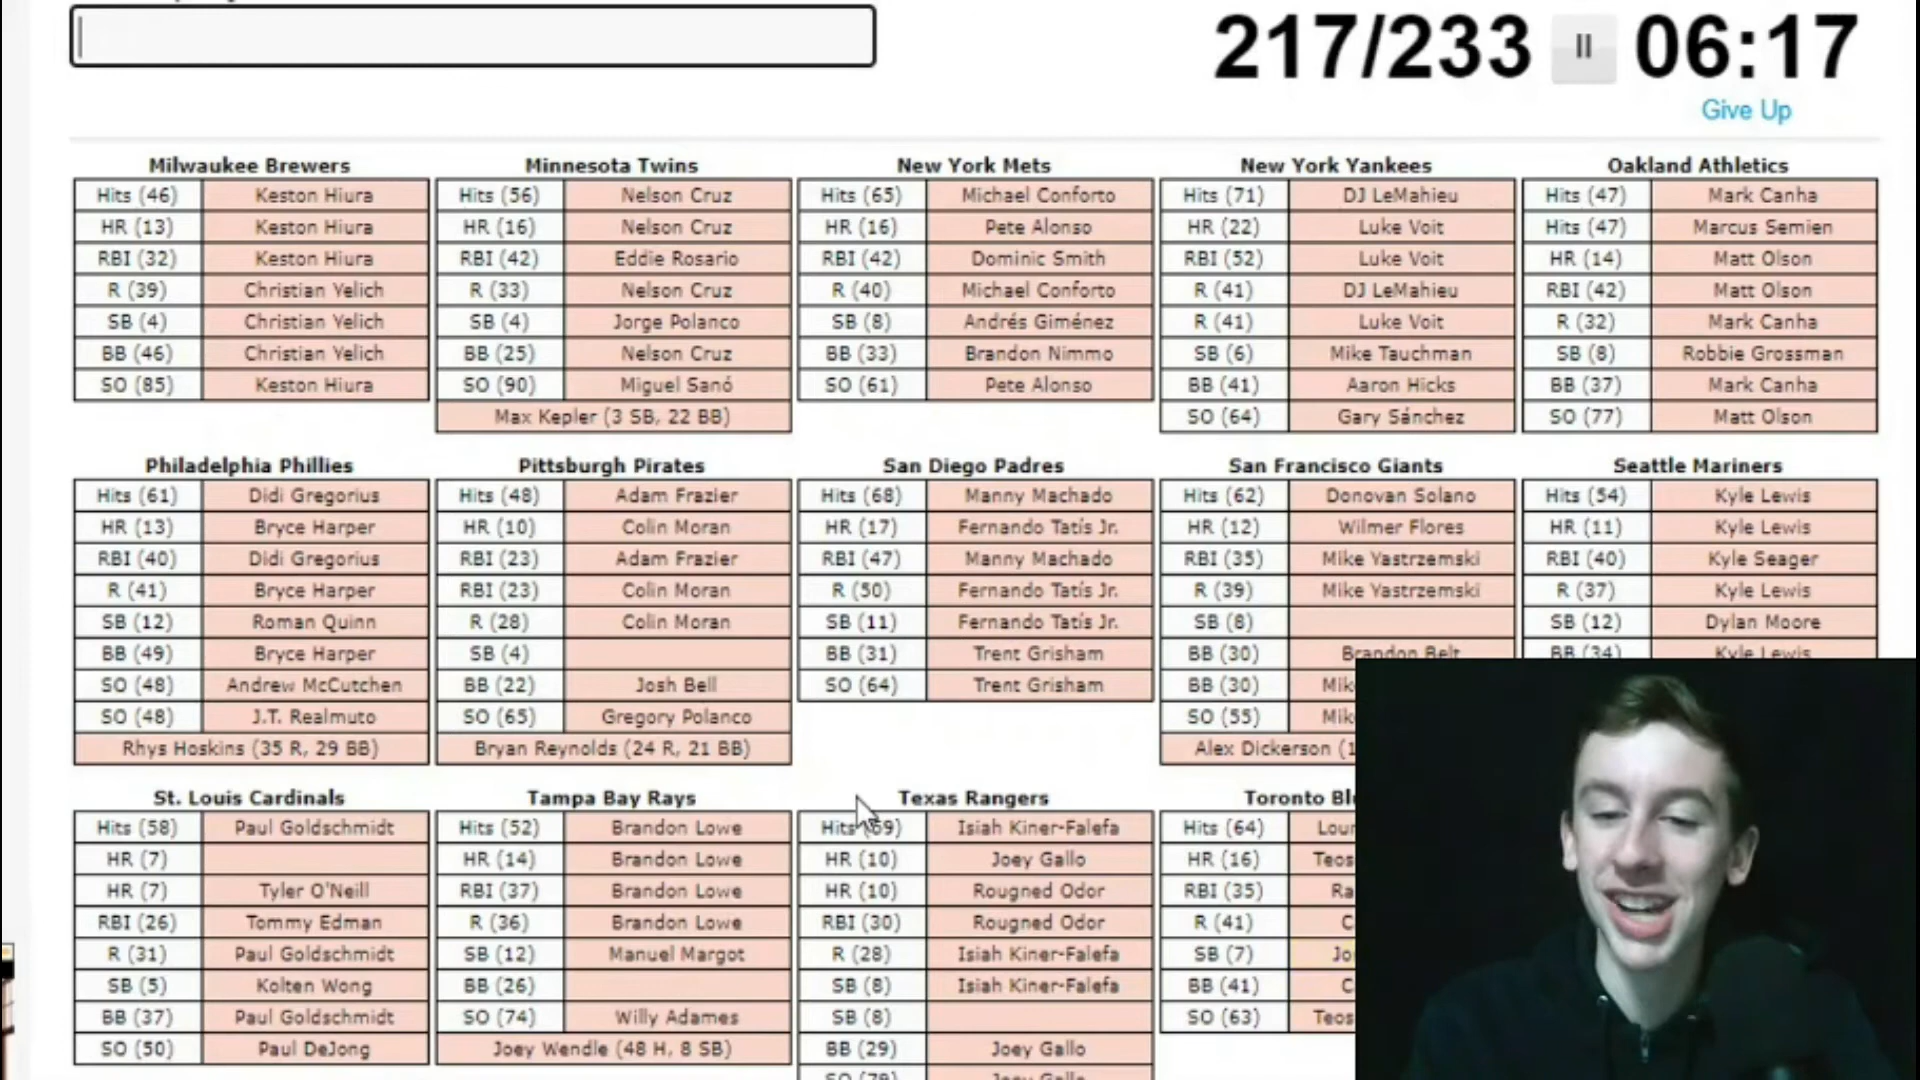 217/233 06:17
Give Up
Milwaukee Brewers
Hits (46) Keston Hiura
HR (13) Keston Hiura
RBI (32) Keston Hiura
R (39) Christian Yelich
SB (4) Christian Yelich
BB (46) Christian Yelich
SO (85) Keston Hiura
Minnesota Twins
Hits (56) Nelson Cruz
HR (16) Nelson Cruz
RBI (42) Eddie Rosario
R (33) Nelson Cruz
SB (4) Jorge Polanco
BB (25) Nelson Cruz
SO (90) Miguel Sanó
Max Kepler (3 SB, 22 BB)
New York Mets
Hits (65) Michael Conforto
HR (16) Pete Alonso
RBI (42) Dominic Smith
R (40) Michael Conforto
SB (8) Andrés Giménez
BB (33) Brandon Nimmo
SO (61) Pete Alonso
New York Yankees
Hits (71) DJ LeMahieu
HR (22) Luke Voit
RBI (52) Luke Voit
R (41) DJ LeMahieu
R (41) Luke Voit
SB (6) Mike Tauchman
BB (41) Aaron Hicks
SO (64) Gary Sánchez
Oakland Athletics
Hits (47) Mark Canha
Hits (47) Marcus Semien
HR (14) Matt Olson
RBI (42) Matt Olson
R (32) Mark Canha
SB (8) Robbie Grossman
BB (37) Mark Canha
SO (77) Matt Olson
Philadelphia Phillies
Hits (61) Didi Gregorius
HR (13) Bryce Harper
RBI (40) Didi Gregorius
R (41) Bryce Harper
SB (12) Roman Quinn
BB (49) Bryce Harper
SO (48) Andrew McCutchen
SO (48) J.T. Realmuto
Rhys Hoskins (35 R, 29 BB)
Pittsburgh Pirates
Hits (48) Adam Frazier
HR (10) Colin Moran
RBI (23) Adam Frazier
RBI (23) Colin Moran
R (28) Colin Moran
SB (4)
BB (22) Josh Bell
SO (65) Gregory Polanco
Bryan Reynolds (24 R, 21 BB)
San Diego Padres
Hits (68) Manny Machado
HR (17) Fernando Tatís Jr.
RBI (47) Manny Machado
R (50) Fernando Tatís Jr.
SB (11) Fernando Tatís Jr.
BB (31) Trent Grisham
SO (64) Trent Grisham
San Francisco Giants
Hits (62) Donovan Solano
HR (12) Wilmer Flores
RBI (35) Mike Yastrzemski
R (39) Mike Yastrzemski
SB (8)
BB (30) Brandon Belt
BB (30) Mik
SO (55) Mik
Alex Dickerson (1
Seattle Mariners
Hits (54) Kyle Lewis
HR (11) Kyle Lewis
RBI (40) Kyle Seager
R (37) Kyle Lewis
SB (12) Dylan Moore
BB (34) Kyle Lewis
St. Louis Cardinals
Hits (58) Paul Goldschmidt
HR (7)
HR (7) Tyler O'Neill
RBI (26) Tommy Edman
R (31) Paul Goldschmidt
SB (5) Kolten Wong
BB (37) Paul Goldschmidt
SO (50) Paul DeJong
Tampa Bay Rays
Hits (52) Brandon Lowe
HR (14) Brandon Lowe
RBI (37) Brandon Lowe
R (36) Brandon Lowe
SB (12) Manuel Margot
BB (26)
SO (74) Willy Adames
Joey Wendle (48 H, 8 SB)
Texas Rangers
Hits Isiah Kiner-Falefa
HR (10) Joey Gallo
HR (10) Rougned Odor
RBI (30) Rougned Odor
R (28) Isiah Kiner-Falefa
SB (8) Isiah Kiner-Falefa
SB (8)
BB (29) Joey Gallo
SO (79) Joey Gallo
Toronto Bl
Hits (64) Lour
HR (16) Teos
RBI (35) Ra
R (41) C
SB (7) Jo
BB (41) C
SO (63) Teos